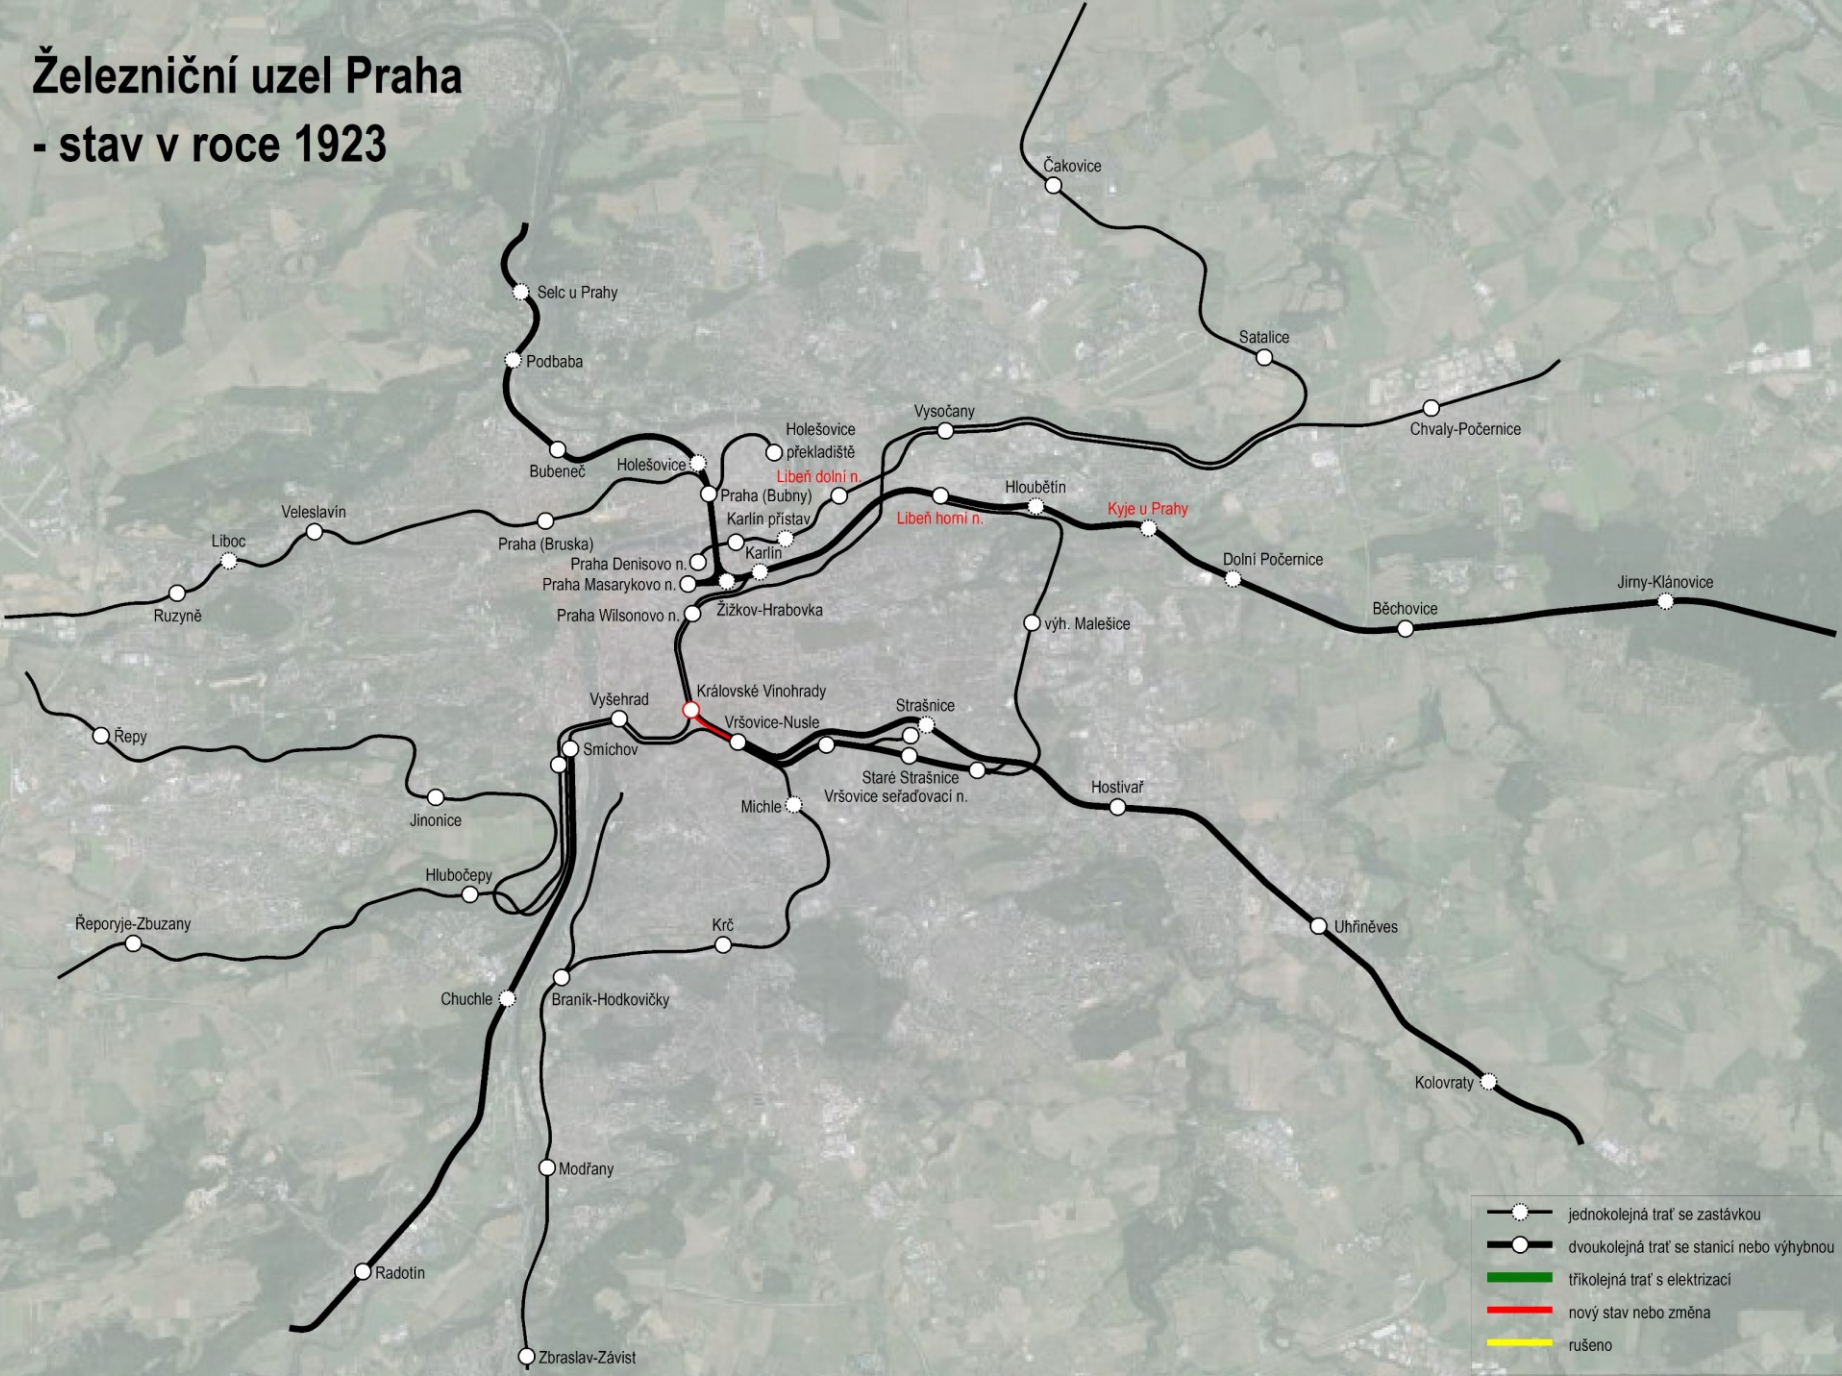 Železniční uzel Praha
- stav v roce 1923
Čakovice
Selc u Prahy
Satalice
Podbaba
Vysočany
Chvaly-Počernice
Holešovice
překladiště
Bubeneč
Holešovice
Libeň dolní n.
Praha (Bubny)
Hloubětín
Kyje u Prahy
Veleslavín
Karlín přístav
Libeň horní n.
Liboc
Praha (Bruska)
Karlín
Praha Denisovo n.
Dolní Počernice
Praha Masarykovo n.
Jirny-Klánovice
Ruzyně
Praha Wilsonovo n.
Žižkov-Hrabovka
Běchovice
výh. Malešice
Královské Vinohrady
Vyšehrad
Strašnice
Vršovice-Nusle
Řepy
Smíchov
Staré Strašnice
Hostivař
Vršovice seřaďovací n.
Michle
Jinonice
Hlubočepy
Řeporyje-Zbuzany
Krč
Uhřiněves
Chuchle
Braník-Hodkovičky
Kolovraty
Modřany
Radotín
Zbraslav-Závist
jednokolejná trať se zastávkou
dvoukolejná trať se stanicí nebo výhybnou
tříkolejná trať s elektrizací
nový stav nebo změna
rušeno